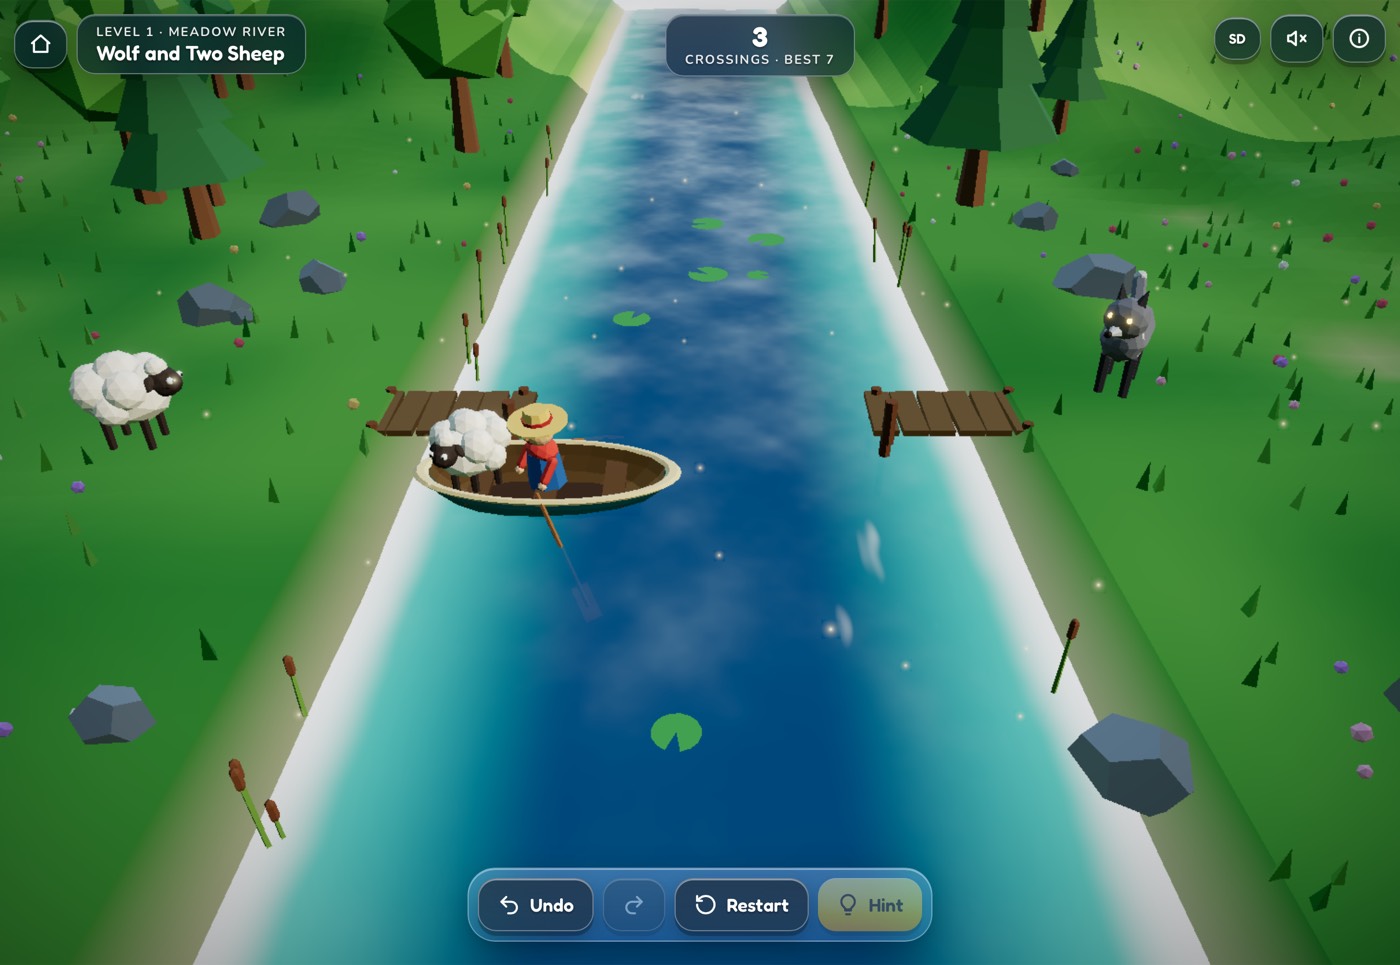 LEVEL 1 · MEADOW RIVER
Wolf and Two Sheep
3
CROSSINGS · BEST 7
SD
Undo
Restart
Hint